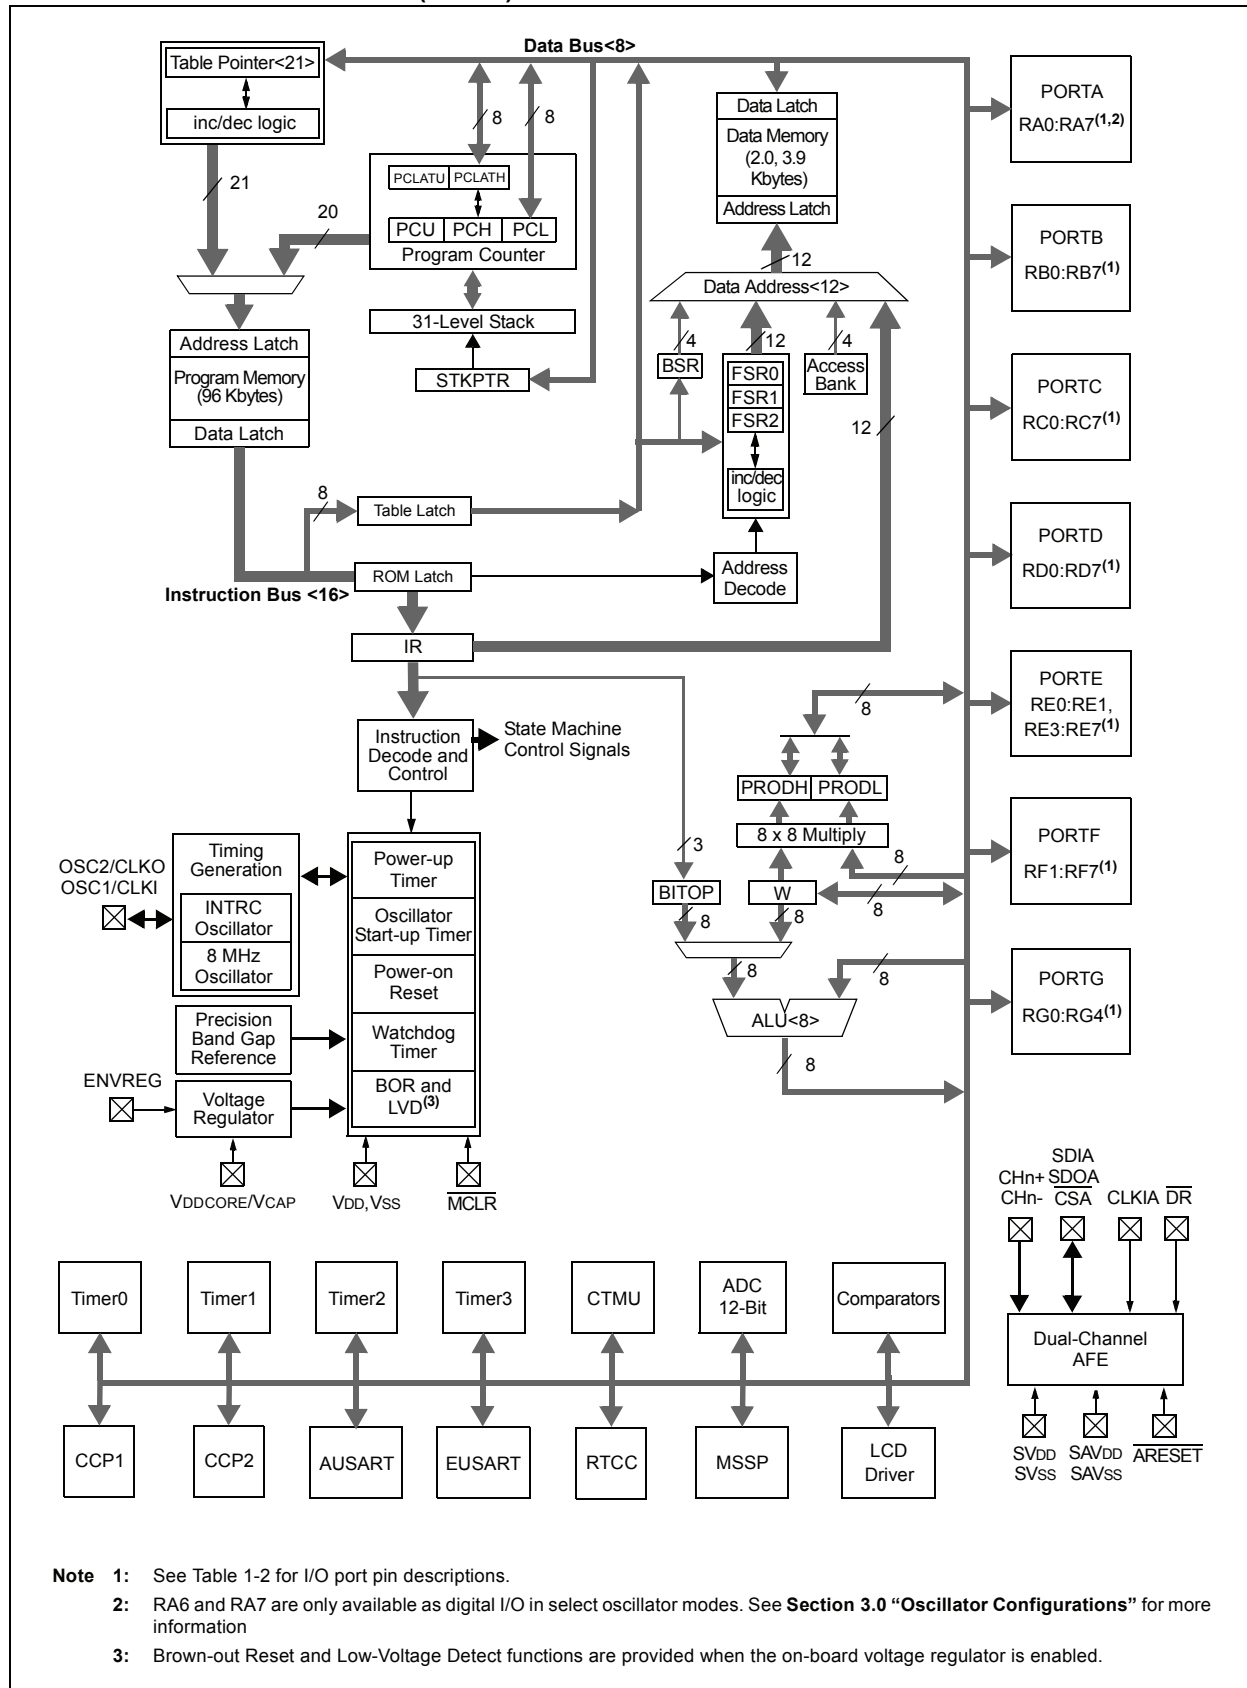 Data Bus<8>
Table Pointer<21>
inc/dec logic
21
8
8
PCLATU
PCLATH
PCU
PCH
PCL
Program Counter
20
31-Level Stack
STKPTR
Data Latch
Data Memory
(2.0, 3.9
Kbytes)
Address Latch
12
Data Address<12>
4
12
4
BSR
FSR0
FSR1
FSR2
inc/dec
logic
Access
Bank
12
Address Latch
Program Memory
(96 Kbytes)
Data Latch
8
Table Latch
ROM Latch
Instruction Bus <16>
Address
Decode
IR
Instruction
Decode and
Control
State Machine
Control Signals
8
PRODH
PRODL
8 x 8 Multiply
3
8
BITOP
W
8
8
8
8
8
ALU<8>
8
OSC2/CLKO
OSC1/CLKI
Timing
Generation
INTRC
Oscillator
8 MHz
Oscillator
Power-up
Timer
Oscillator
Start-up Timer
Power-on
Reset
Watchdog
Timer
BOR and
LVD(3)
Precision
Band Gap
Reference
ENVREG
Voltage
Regulator
VDDCORE/VCAP
VDD,VSS
MCLR
PORTA
RA0:RA7(1,2)
PORTB
RB0:RB7(1)
PORTC
RC0:RC7(1)
PORTD
RD0:RD7(1)
PORTE
RE0:RE1,
RE3:RE7(1)
PORTF
RF1:RF7(1)
PORTG
RG0:RG4(1)
CHn+
CHn-
SDIA
SDOA
CSA
CLKIA
DR
Dual-Channel
AFE
SVDD
SVSS
SAVDD
SAVSS
ARESET
Timer0
Timer1
Timer2
Timer3
CTMU
ADC
12-Bit
Comparators
CCP1
CCP2
AUSART
EUSART
RTCC
MSSP
LCD
Driver
Note 1: See Table 1-2 for I/O port pin descriptions.
2: RA6 and RA7 are only available as digital I/O in select oscillator modes. See Section 3.0 “Oscillator Configurations” for more
information
3: Brown-out Reset and Low-Voltage Detect functions are provided when the on-board voltage regulator is enabled.